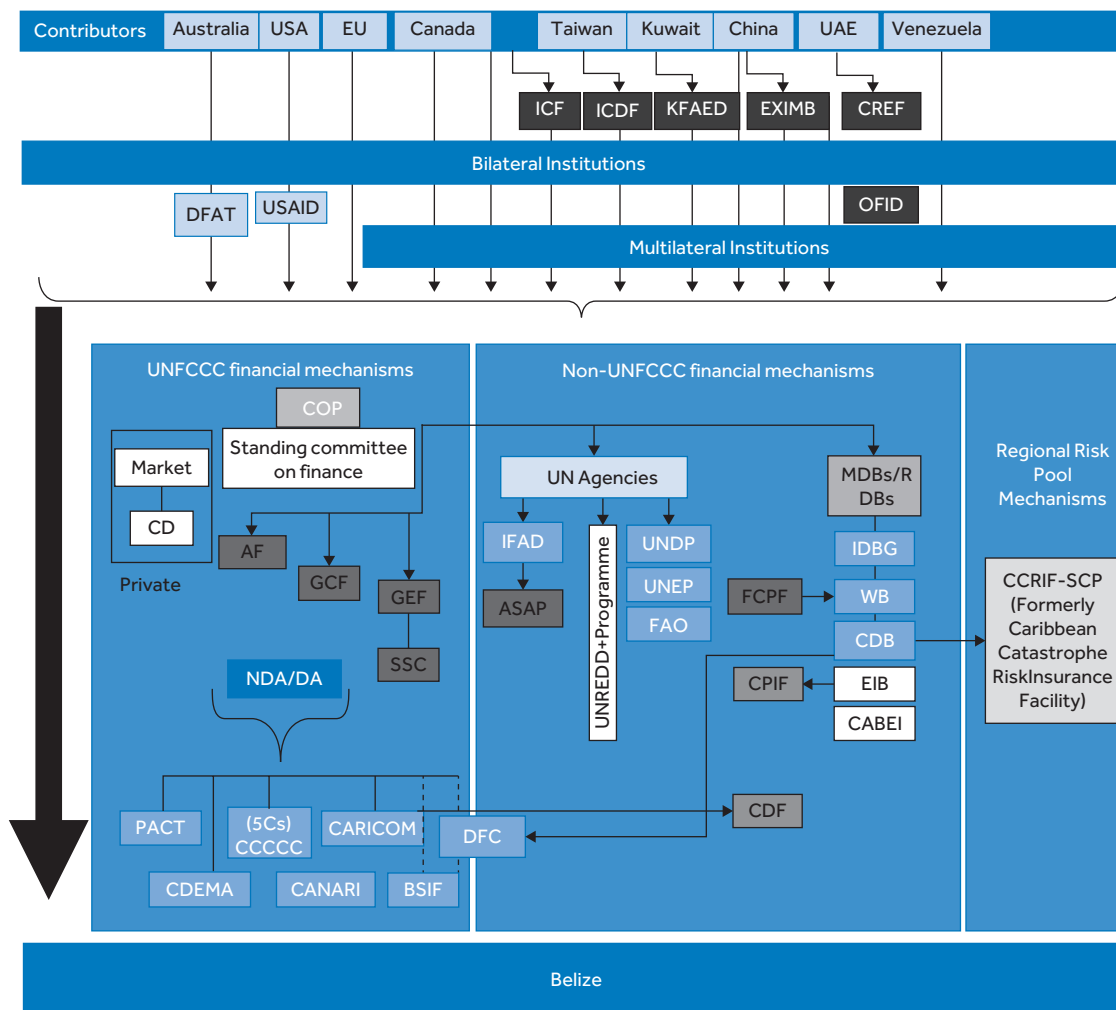 Contributors
Australia
USA
EU
Canada
Taiwan
Kuwait
China
UAE
Venezuela
ICF
ICDF
KFAED
EXIMB
CREF
Bilateral Institutions
DFAT
USAID
OFID
Multilateral Institutions
UNFCCC financial mechanisms
COP
Standing committee
on finance
Market
CD
Private
AF
GCF
GEF
SSC
NDA/DA
PACT
(5Cs)
CCCCC
CARICOM
CDEMA
CANARI
BSIF
DFC
Non-UNFCCC financial mechanisms
UN Agencies
IFAD
ASAP
UNREDD+Programme
UNDP
UNEP
FAO
MDBs/R
DBs
IDBG
FCPF
WB
CDB
CPIF
EIB
CABEI
CDF
Regional Risk
Pool
Mechanisms
CCRIF-SCP
(Formerly
Caribbean
Catastrophe
RiskInsurance
Facility)
Belize